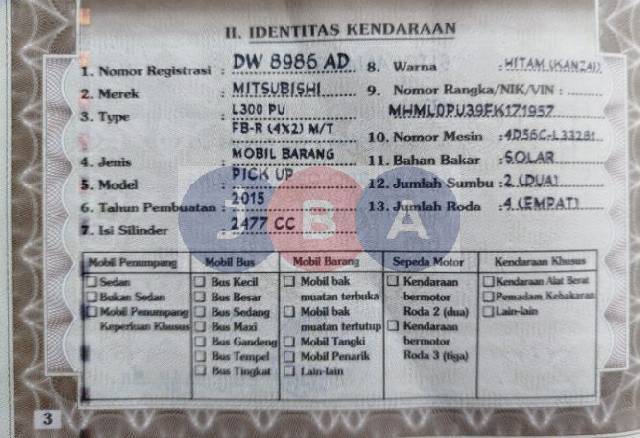 II. IDENTITAS KENDARAAN
1. Nomor Registrasi : DW 8986 AD
2. Merek : MITSUBISHI
3. Type : L300 PU
FB-R (4X2) M/T
4. Jenis : MOBIL BARANG
5. Model : PICK UP
6. Tahun Pembuatan : 2015
7. Isi Silinder : 2477 CC
8. Warna : HITAM (KANZAI)
9. Nomor Rangka/NIK/VIN :
MHML0PU39FK171957
10. Nomor Mesin : 4D56C-L33281
11. Bahan Bakar : SOLAR
12. Jumlah Sumbu : 2 (DUA)
13. Jumlah Roda : 4 (EMPAT)
JBA
Mobil Penumpang
Sedan
Bukan Sedan
Mobil Penumpang
Keperluan Khusus
Mobil Bus
Bus Kecil
Bus Besar
Bus Sedang
Bus Maxi
Bus Gandeng
Bus Tempel
Bus Tingkat
Mobil Barang
Mobil bak
muatan terbuka
Mobil bak
muatan tertutup
Mobil Tangki
Mobil Penarik
Lain-lain
Sepeda Motor
Kendaraan
bermotor
Roda 2 (dua)
Kendaraan
bermotor
Roda 3 (tiga)
Kendaraan Khusus
Kendaraan Alat Berat
Pemadam Kebakaran
Lain-lain
3